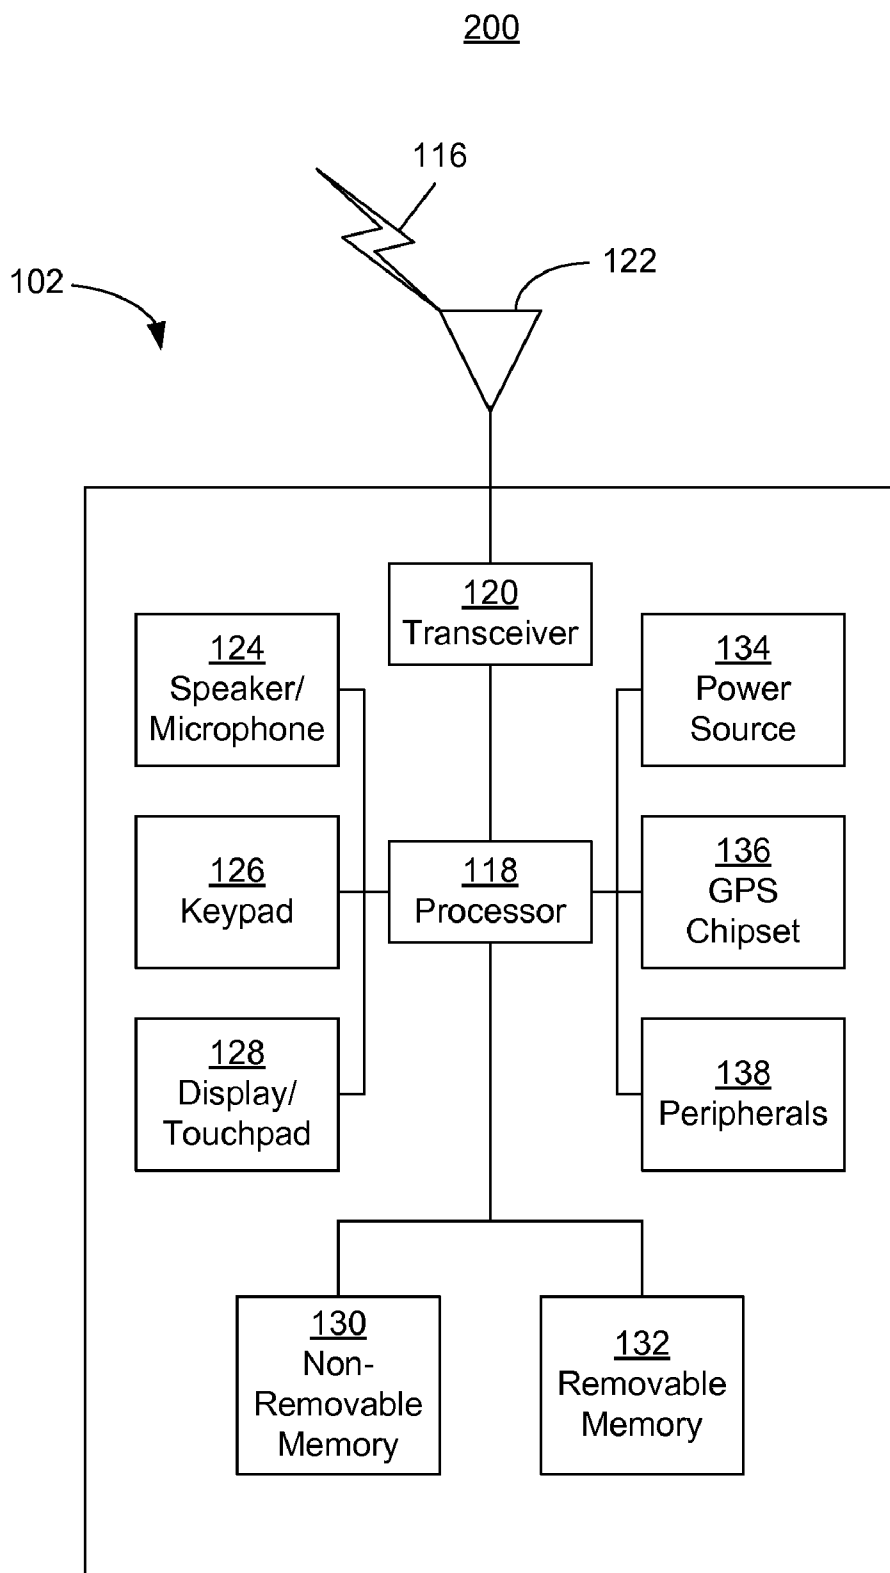 200
116
122
102
120
Transceiver
124
Speaker/
Microphone
134
Power
Source
126
Keypad
118
Processor
136
GPS
Chipset
128
Display/
Touchpad
138
Peripherals
130
Non-
Removable
Memory
132
Removable
Memory